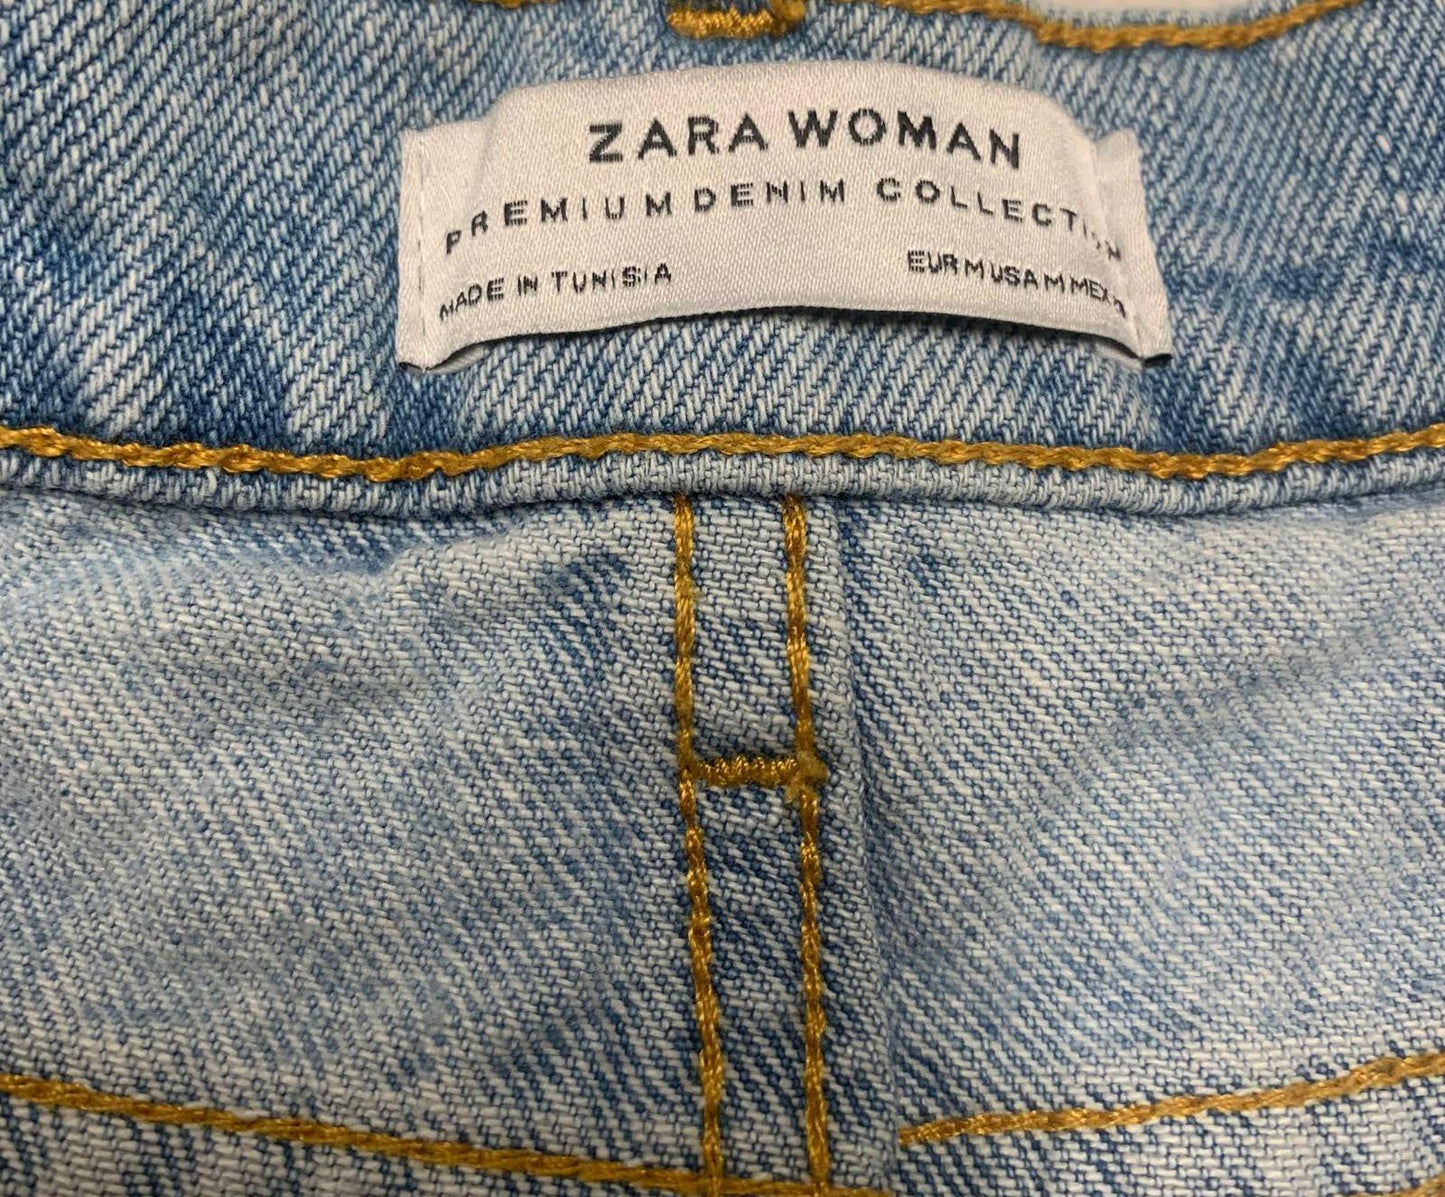 ZARA WOMAN
PREMIUM DENIM COLLECTION
MADE IN TUNISIA
EUR M USA M MEX